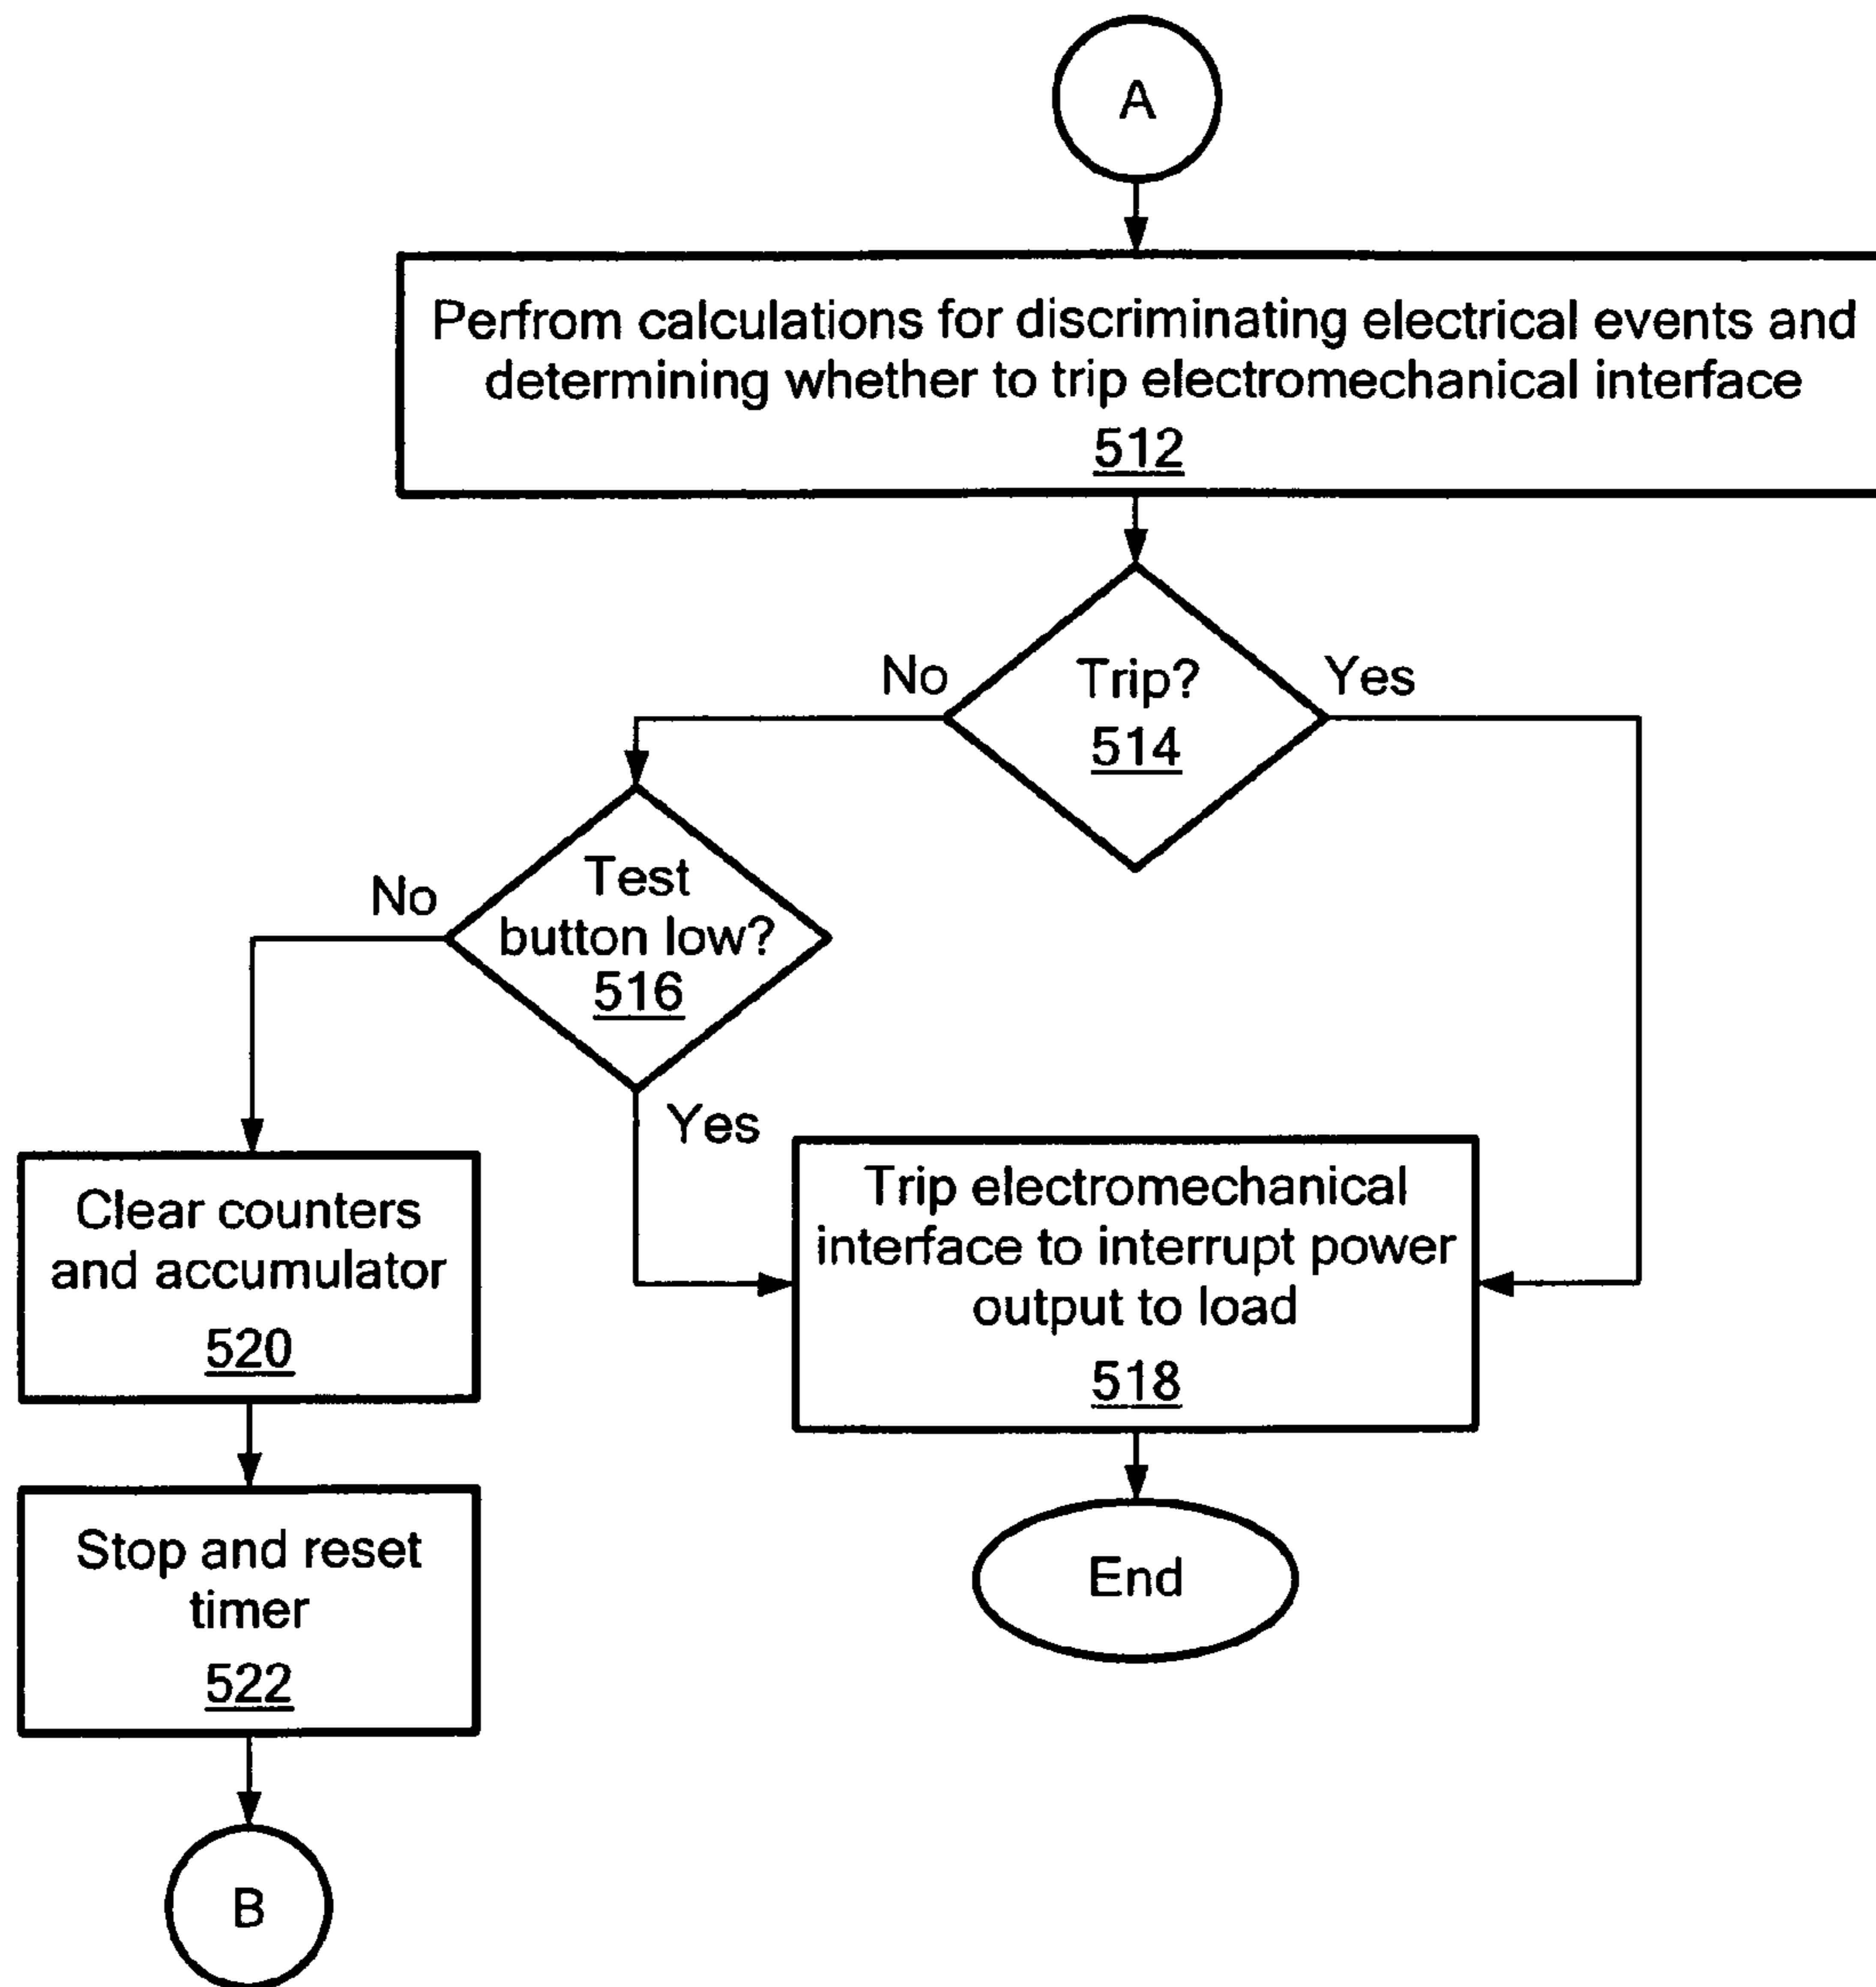 A
Perfrom calculations for discriminating electrical events and
determining whether to trip electromechanical interface
512
No
Trip?
514
Yes
No
Test
button low?
516
Yes
Clear counters
and accumulator
520
Trip electromechanical
interface to interrupt power
output to load
518
Stop and reset
timer
522
End
B